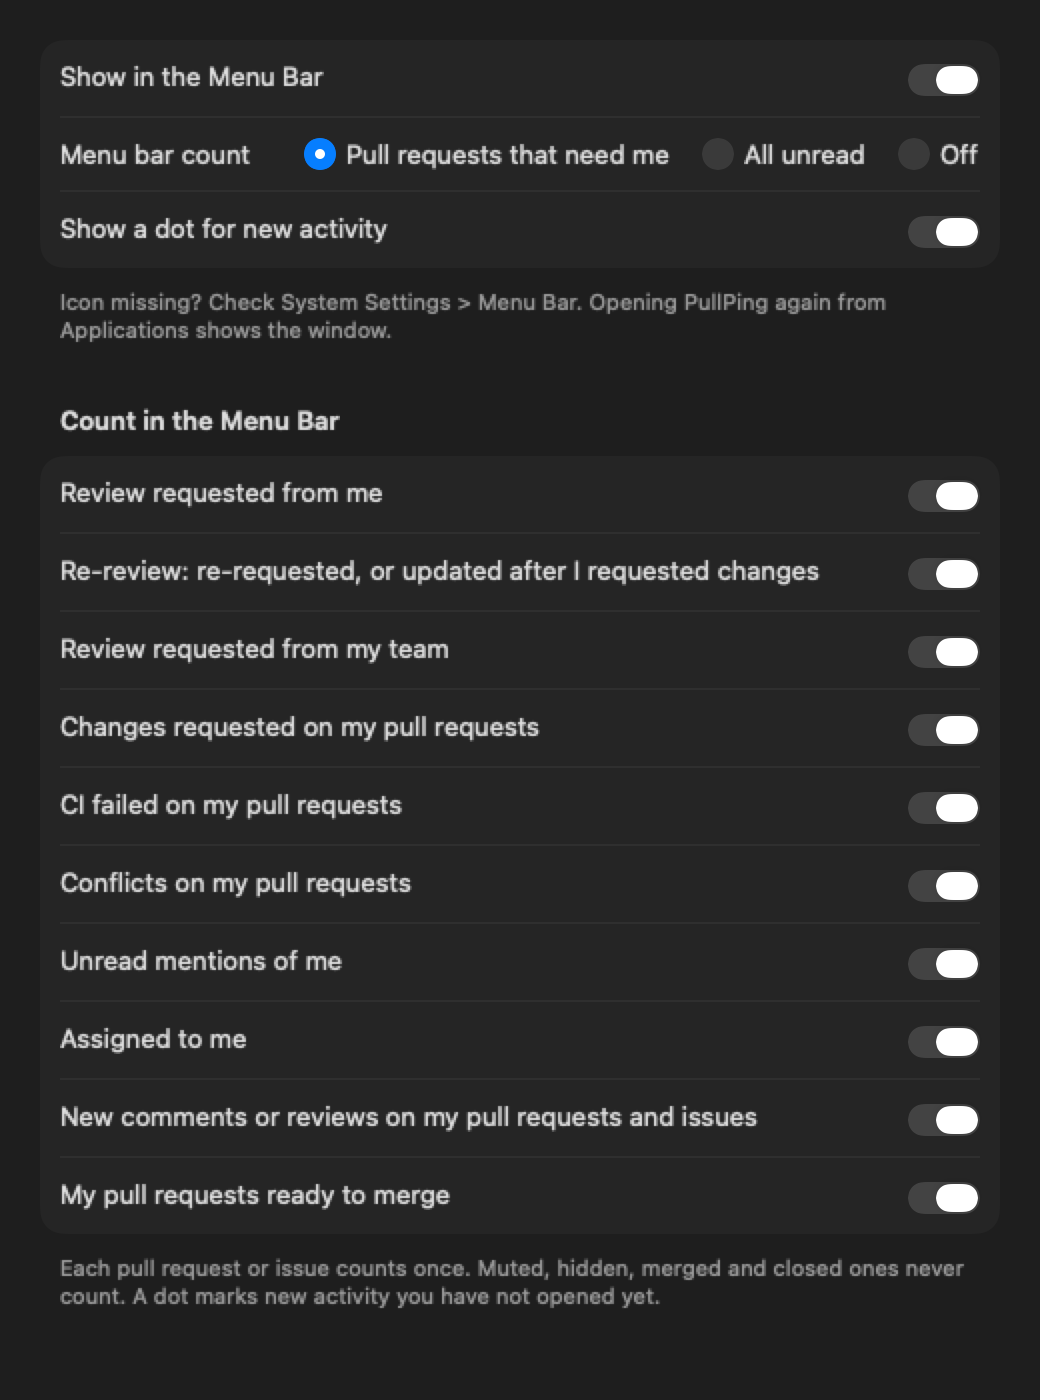 Show in the Menu Bar
Menu bar count Pull requests that need me All unread Off
Show a dot for new activity
Icon missing? Check System Settings > Menu Bar. Opening PullPing again from
Applications shows the window.
Count in the Menu Bar
Review requested from me
Re-review: re-requested, or updated after I requested changes
Review requested from my team
Changes requested on my pull requests
CI failed on my pull requests
Conflicts on my pull requests
Unread mentions of me
Assigned to me
New comments or reviews on my pull requests and issues
My pull requests ready to merge
Each pull request or issue counts once. Muted, hidden, merged and closed ones never
count. A dot marks new activity you have not opened yet.